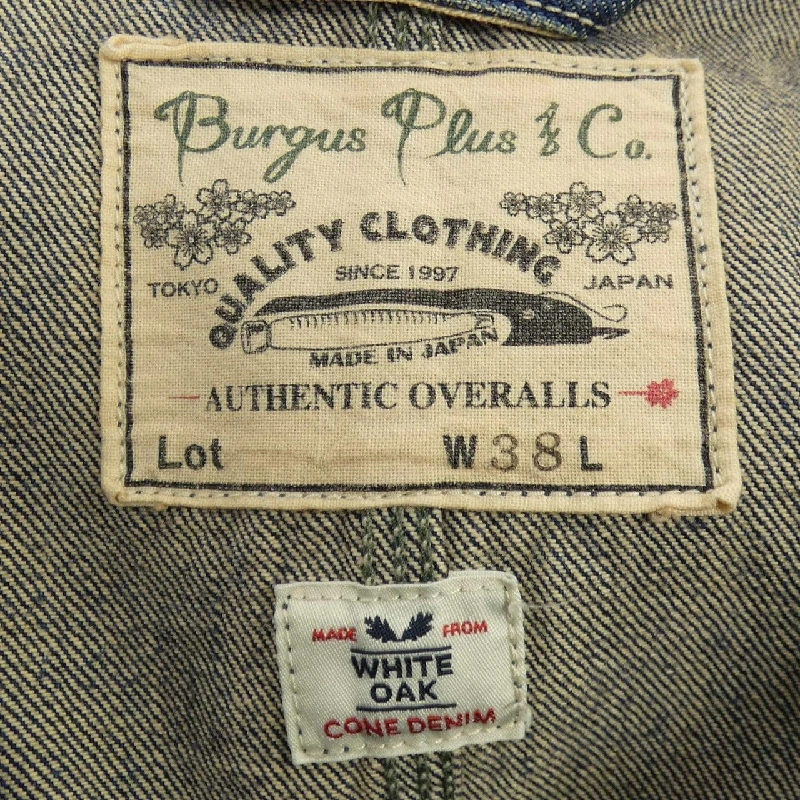 Burgus Plus & Co.
QUALITY CLOTHING
SINCE 1997
TOKYO JAPAN
MADE IN JAPAN
AUTHENTIC OVERALLS
Lot W 38 L
MADE FROM
WHITE
OAK
CONE DENIM